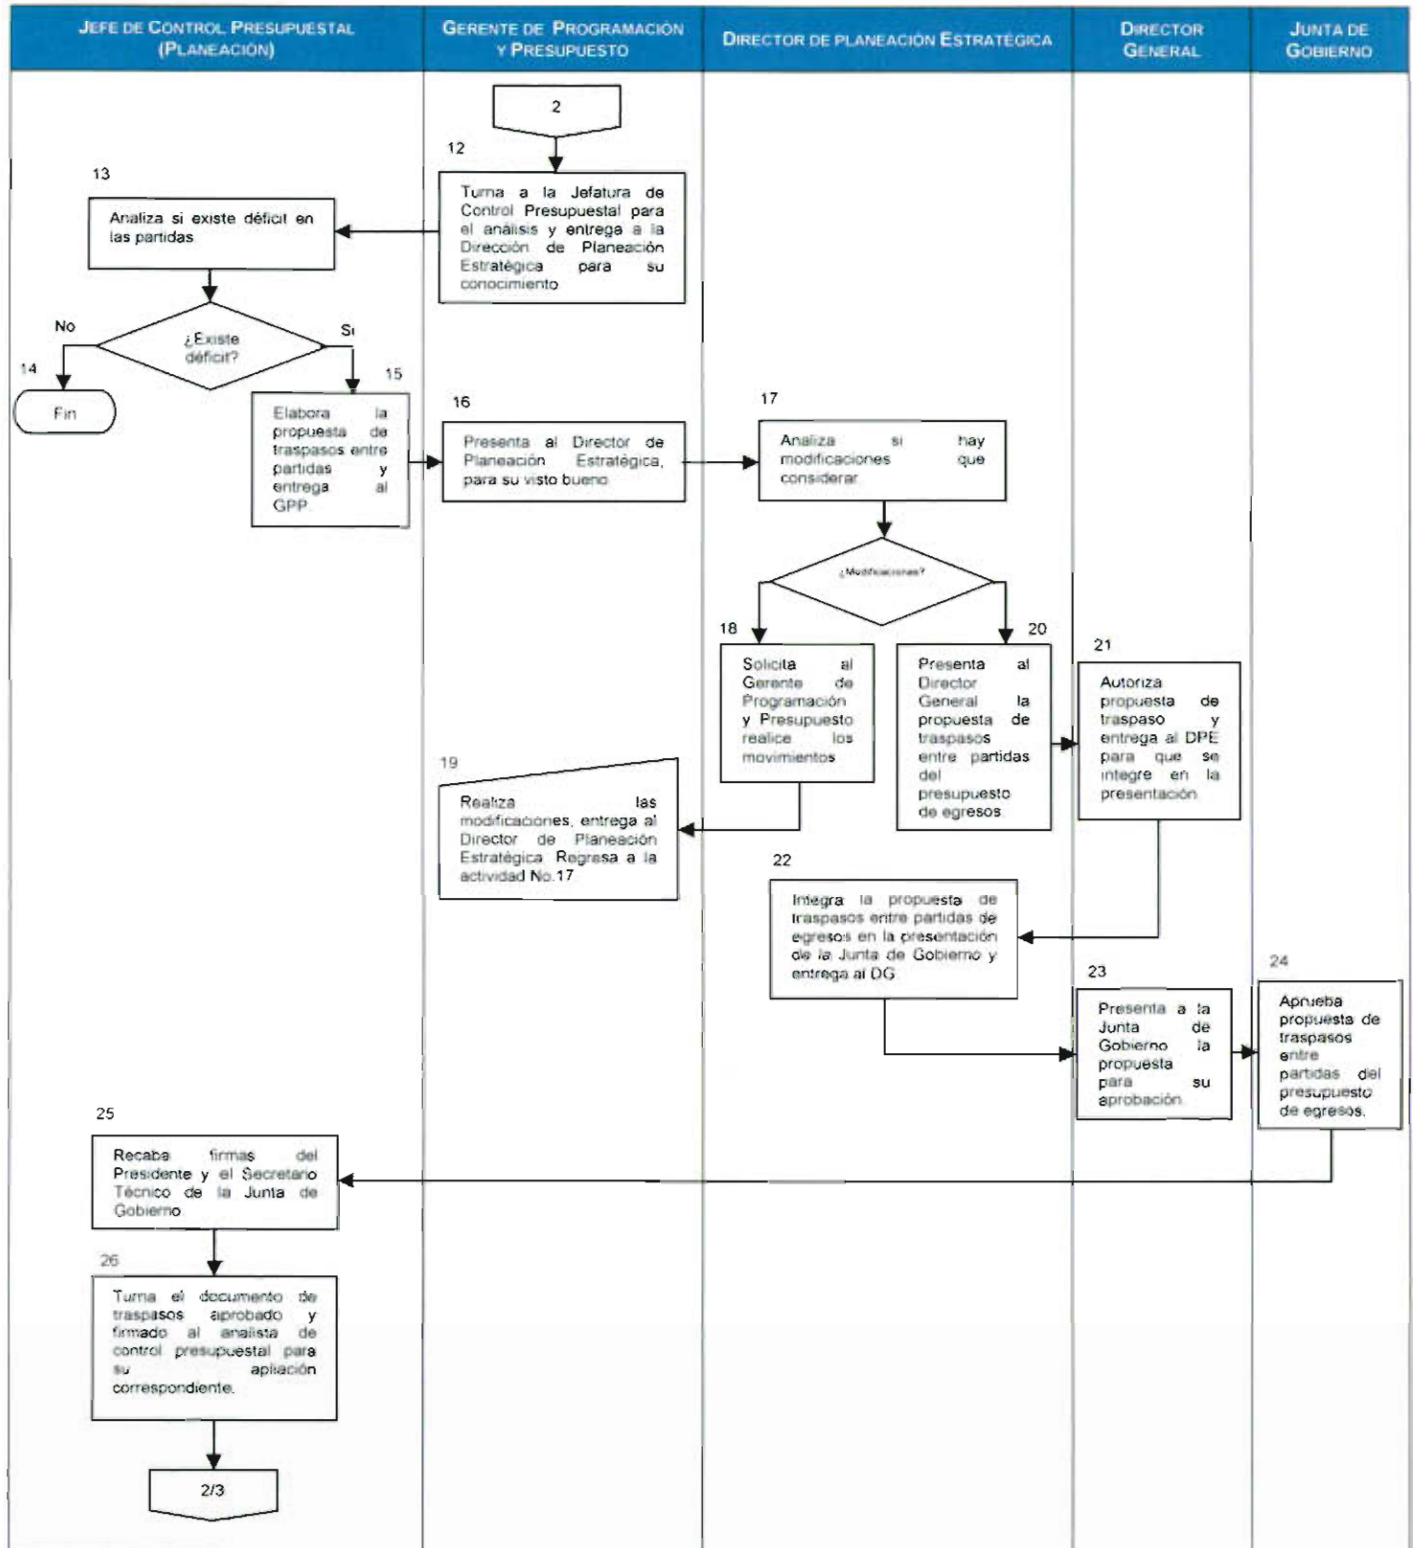 JEFE DE CONTROL PRESUPUESTAL
(PLANEACIÓN)
GERENTE DE PROGRAMACIÓN
Y PRESUPUESTO
DIRECTOR DE PLANEACIÓN ESTRATÉGICA
DIRECTOR
GENERAL
JUNTA DE
GOBIERNO
2
12
Turna a la Jefatura de
Control Presupuestal para
el análisis y entrega a la
Dirección de Planeación
Estratégica para su
conocimiento
13
Analiza si existe déficit en
las partidas
¿Existe
déficit?
No
Si
14
Fin
15
Elabora la
propuesta de
traspasos entre
partidas y
entrega al
GPP.
16
Presenta al Director de
Planeación Estratégica,
para su visto bueno
17
Analiza si hay
modificaciones que
considerar
¿Modificaciones?
18
Solicita al
Gerente de
Programación
y Presupuesto
realice los
movimientos
20
Presenta al
Director
General la
propuesta de
traspasos
entre partidas
del
presupuesto
de egresos
21
Autoriza
propuesta de
traspaso y
entrega al DPE
para que se
integre en la
presentación
19
Realiza las
modificaciones, entrega al
Director de Planeación
Estratégica. Regresa a la
actividad No.17
22
Integra la propuesta de
traspasos entre partidas de
egresos en la presentación
de la Junta de Gobierno y
entrega al DG
23
Presenta a la
Junta de
Gobierno la
propuesta
para su
aprobación.
24
Aprueba
propuesta de
traspasos
entre
partidas del
presupuesto
de egresos.
25
Recaba firmas del
Presidente y el Secretario
Técnico de la Junta de
Gobierno
26
Turna el documento de
traspasos aprobado y
firmado al analista de
control presupuestal para
su apliación
correspondiente.
2/3